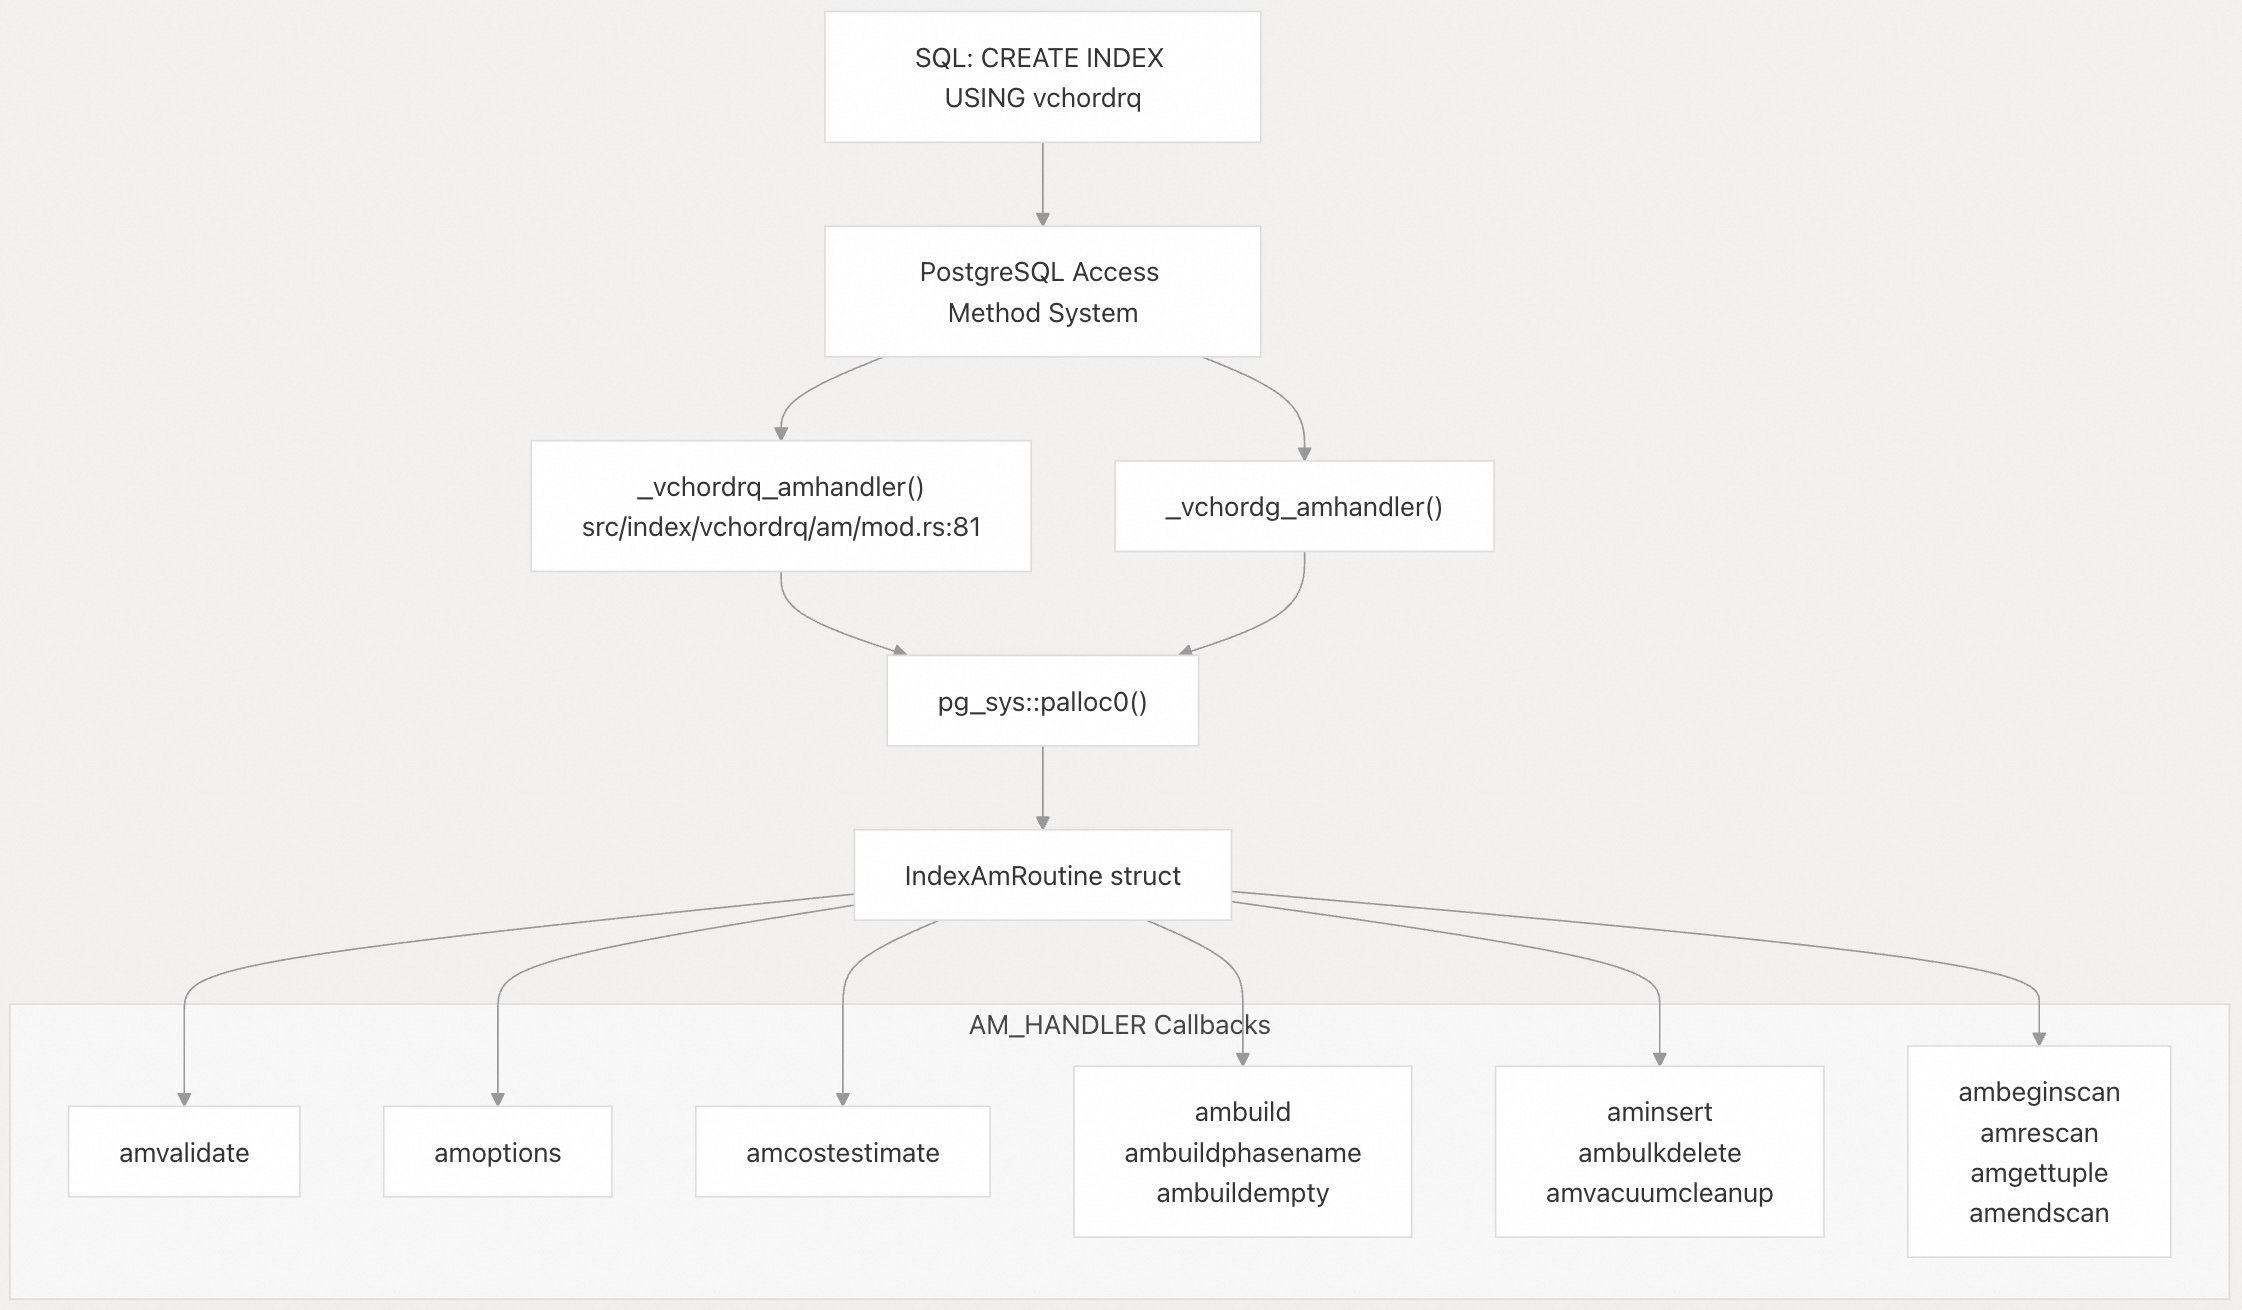 SQL: CREATE INDEX
USING vchordrq
PostgreSQL Access
Method System
_vchordrq_amhandler()
src/index/vchordrq/am/mod.rs:81
_vchordg_amhandler()
pg_sys::palloc0()
IndexAmRoutine struct
AM_HANDLER Callbacks
amvalidate
amoptions
amcostestimate
ambuild
ambuildphasename
ambuildempty
aminsert
ambulkdelete
amvacuumcleanup
ambeginscan
amrescan
amgettuple
amendscan